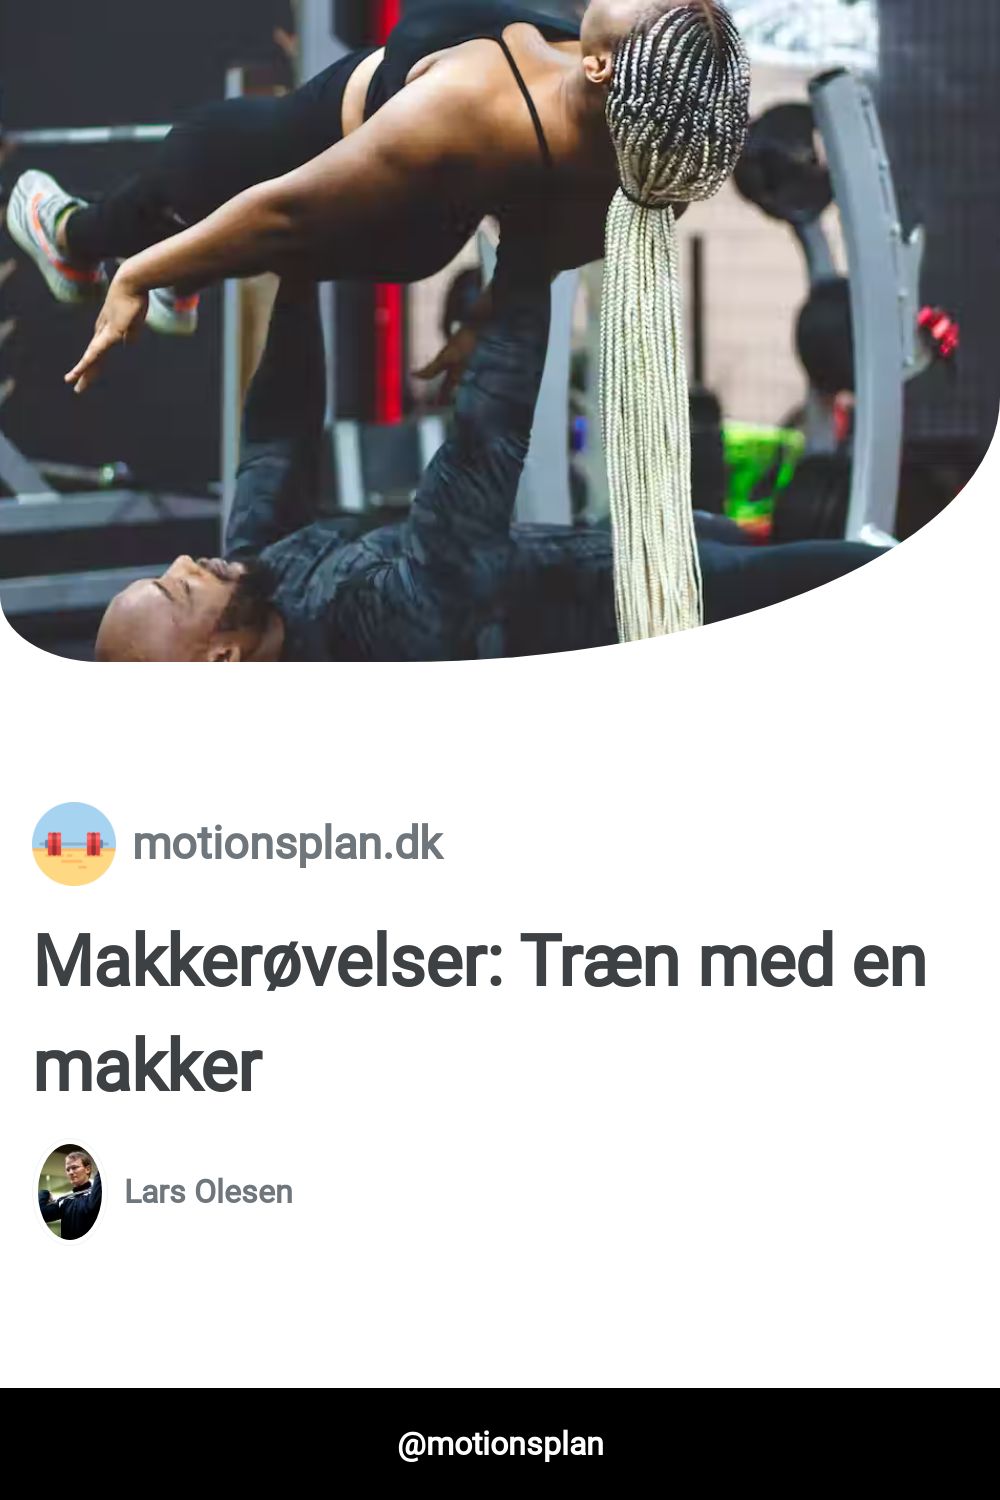 motionsplan.dk
Makkerøvelser: Træn med en
makker
Lars Olesen
@motionsplan